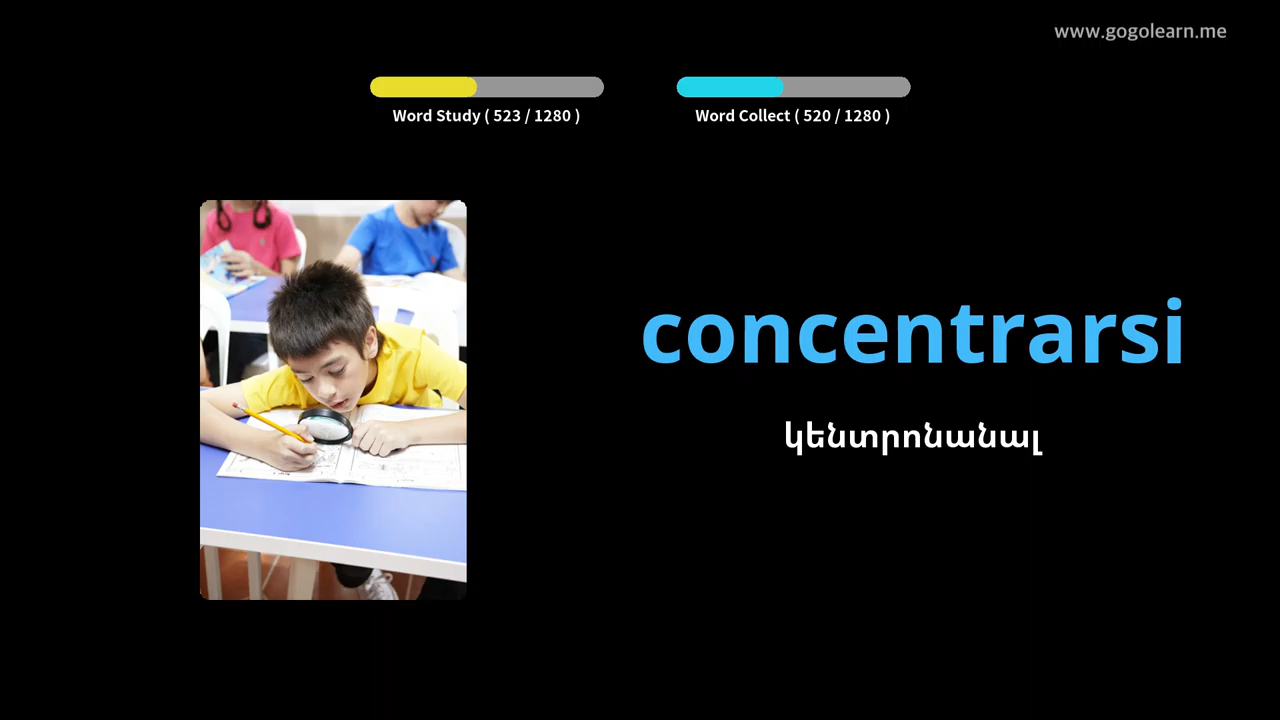 www.gogolearn.me
Word Study ( 523 / 1280 )
Word Collect ( 520 / 1280 )
concentrarsi
կենտրոնանալ